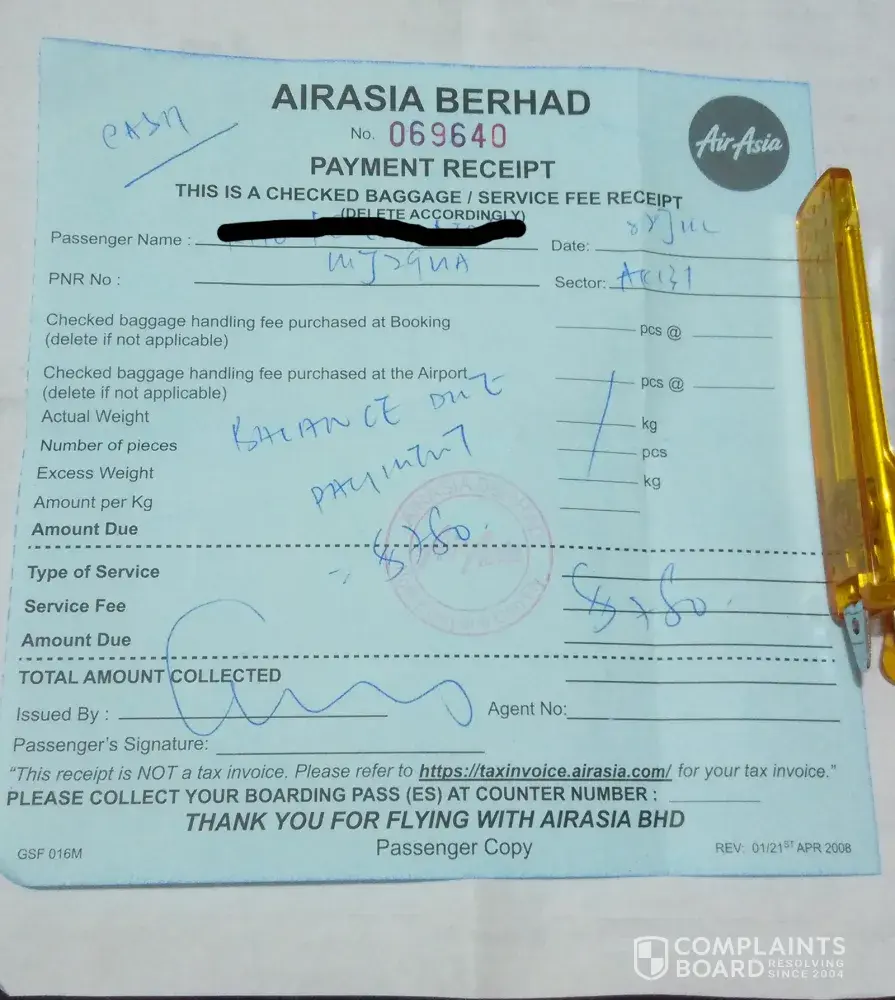 AIRASIA BERHAD
CASH
No. 069640
AirAsia
PAYMENT RECEIPT
THIS IS A CHECKED BAGGAGE / SERVICE FEE RECEIPT
(DELETE ACCORDINGLY)
Passenger Name : Date:
PNR No : Sector:
Checked baggage handling fee purchased at Booking pcs @
(delete if not applicable)
Checked baggage handling fee purchased at the Airport pcs @
(delete if not applicable)
Actual Weight kg
BALANCE DUE
Number of pieces pcs
Excess Weight kg
PAYMENT
Amount per Kg
Amount Due
Type of Service
Service Fee
Amount Due
TOTAL AMOUNT COLLECTED
Issued By : Agent No:
Passenger's Signature:
"This receipt is NOT a tax invoice. Please refer to https://taxinvoice.airasia.com/ for your tax invoice."
PLEASE COLLECT YOUR BOARDING PASS (ES) AT COUNTER NUMBER :
THANK YOU FOR FLYING WITH AIRASIA BHD
GSF 016M Passenger Copy REV: 01/21ST APR 2008
COMPLAINTS
BOARD RESOLVING
SINCE 2004